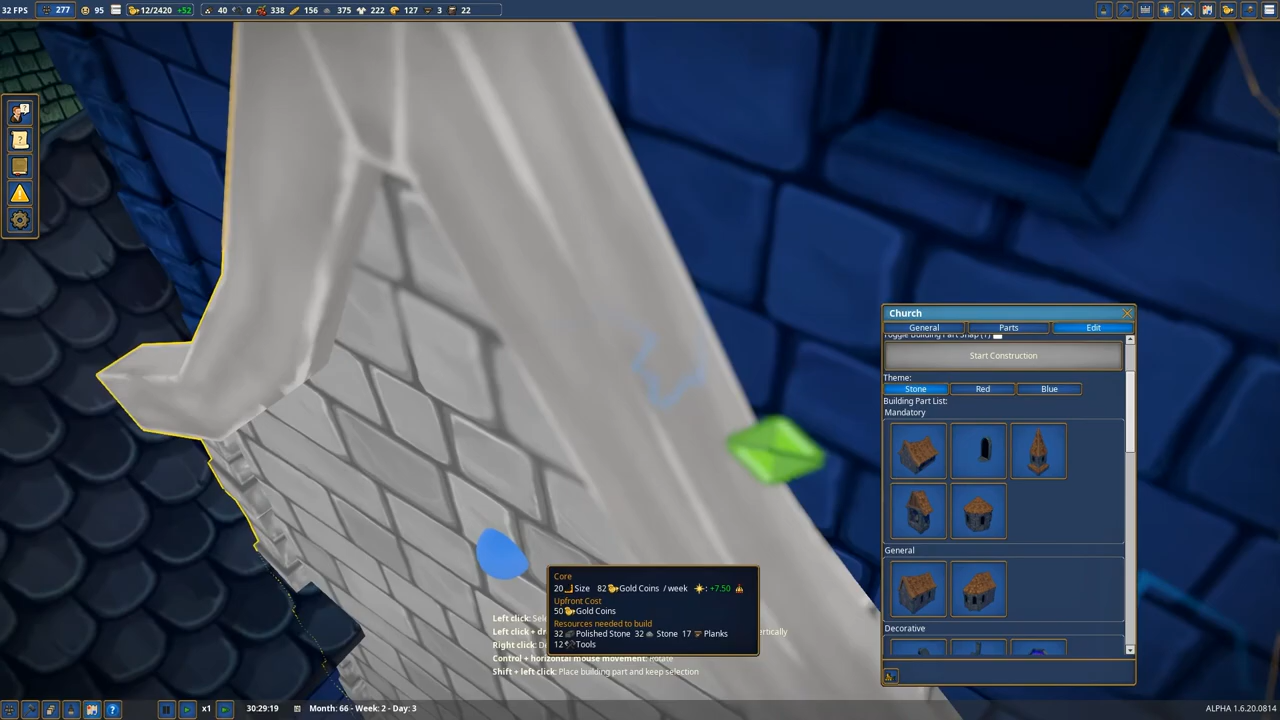 32 FPS 277 95 12/2420 +52 40 0 338 156 375 222 127 3 22
Church
General Parts Edit
Start Construction
Theme:
Stone Red Blue
Building Part List:
Mandatory
General
Decorative
Core
20 Size 82 Gold Coins / week : +7.50
Upfront Cost
50 Gold Coins
Resources needed to build
32 Polished Stone 32 Stone 17 Planks
12 Tools
Left click:
Left click + 
Right click:
Control + horizontal mouse movement: Rotate
Shift + left click: Place building part and keep selection
x1 30:29:19 Month: 66 - Week: 2 - Day: 3 ALPHA 1.6.20.0814